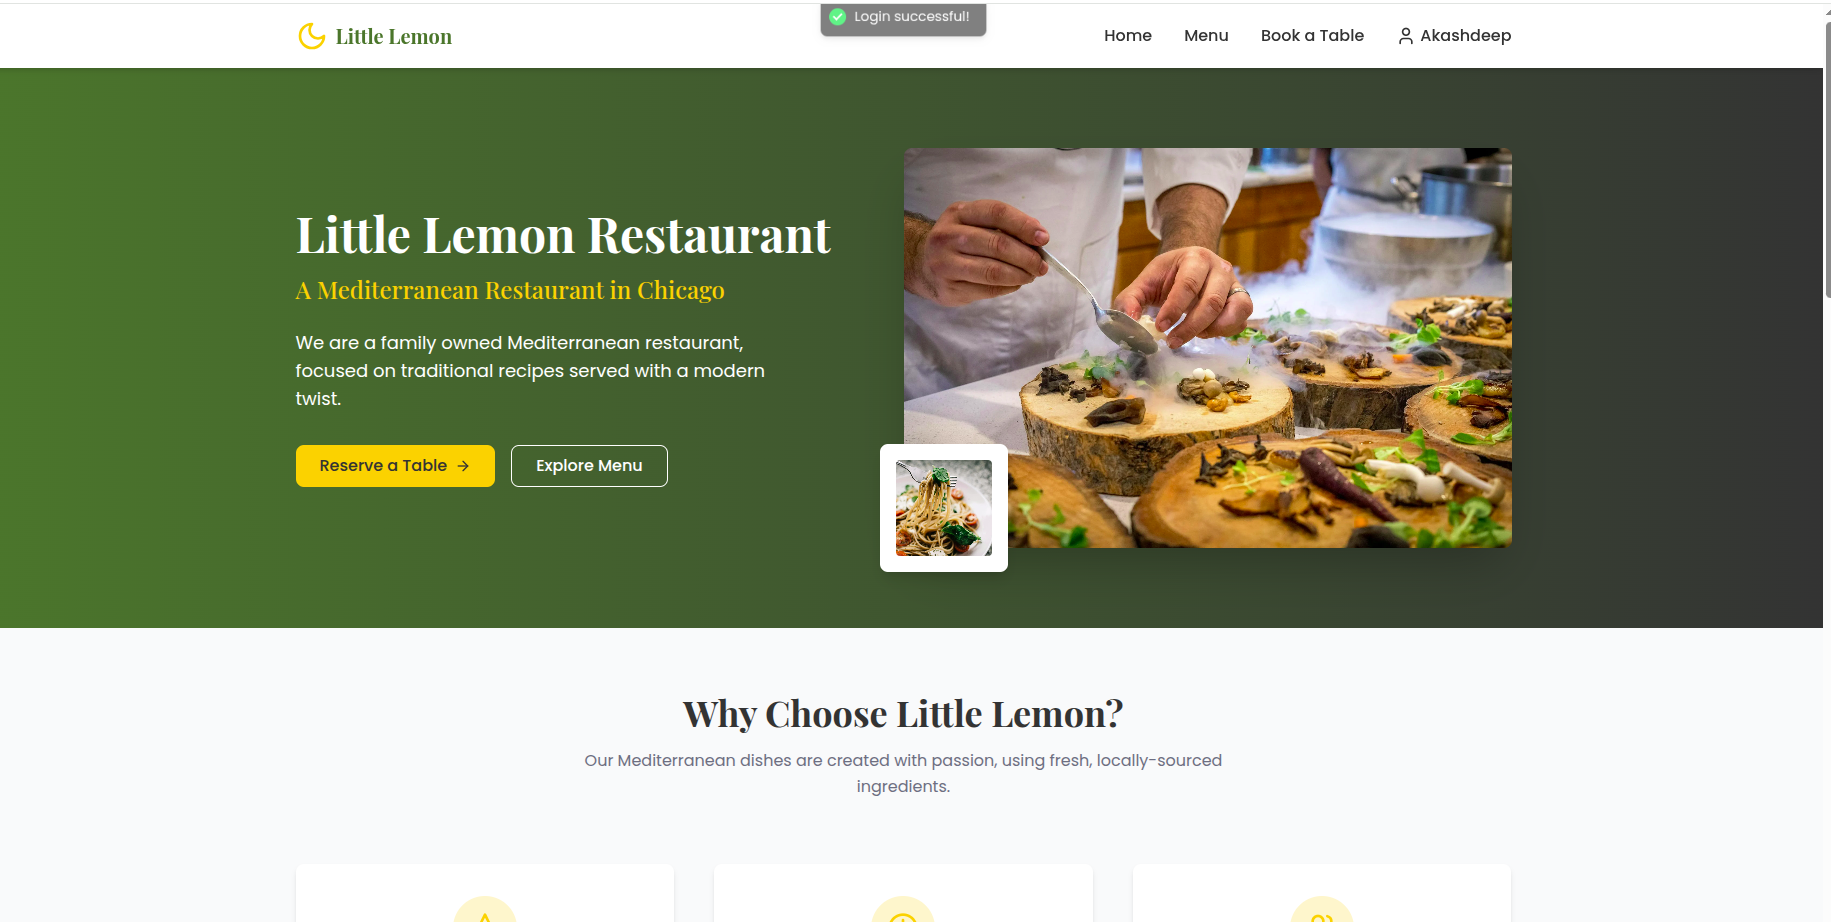 Login successful!
Little Lemon
Home
Menu
Book a Table
Akashdeep
Little Lemon Restaurant
A Mediterranean Restaurant in Chicago
We are a family owned Mediterranean restaurant,
focused on traditional recipes served with a modern
twist.
Reserve a Table →
Explore Menu
Why Choose Little Lemon?
Our Mediterranean dishes are created with passion, using fresh, locally-sourced
ingredients.